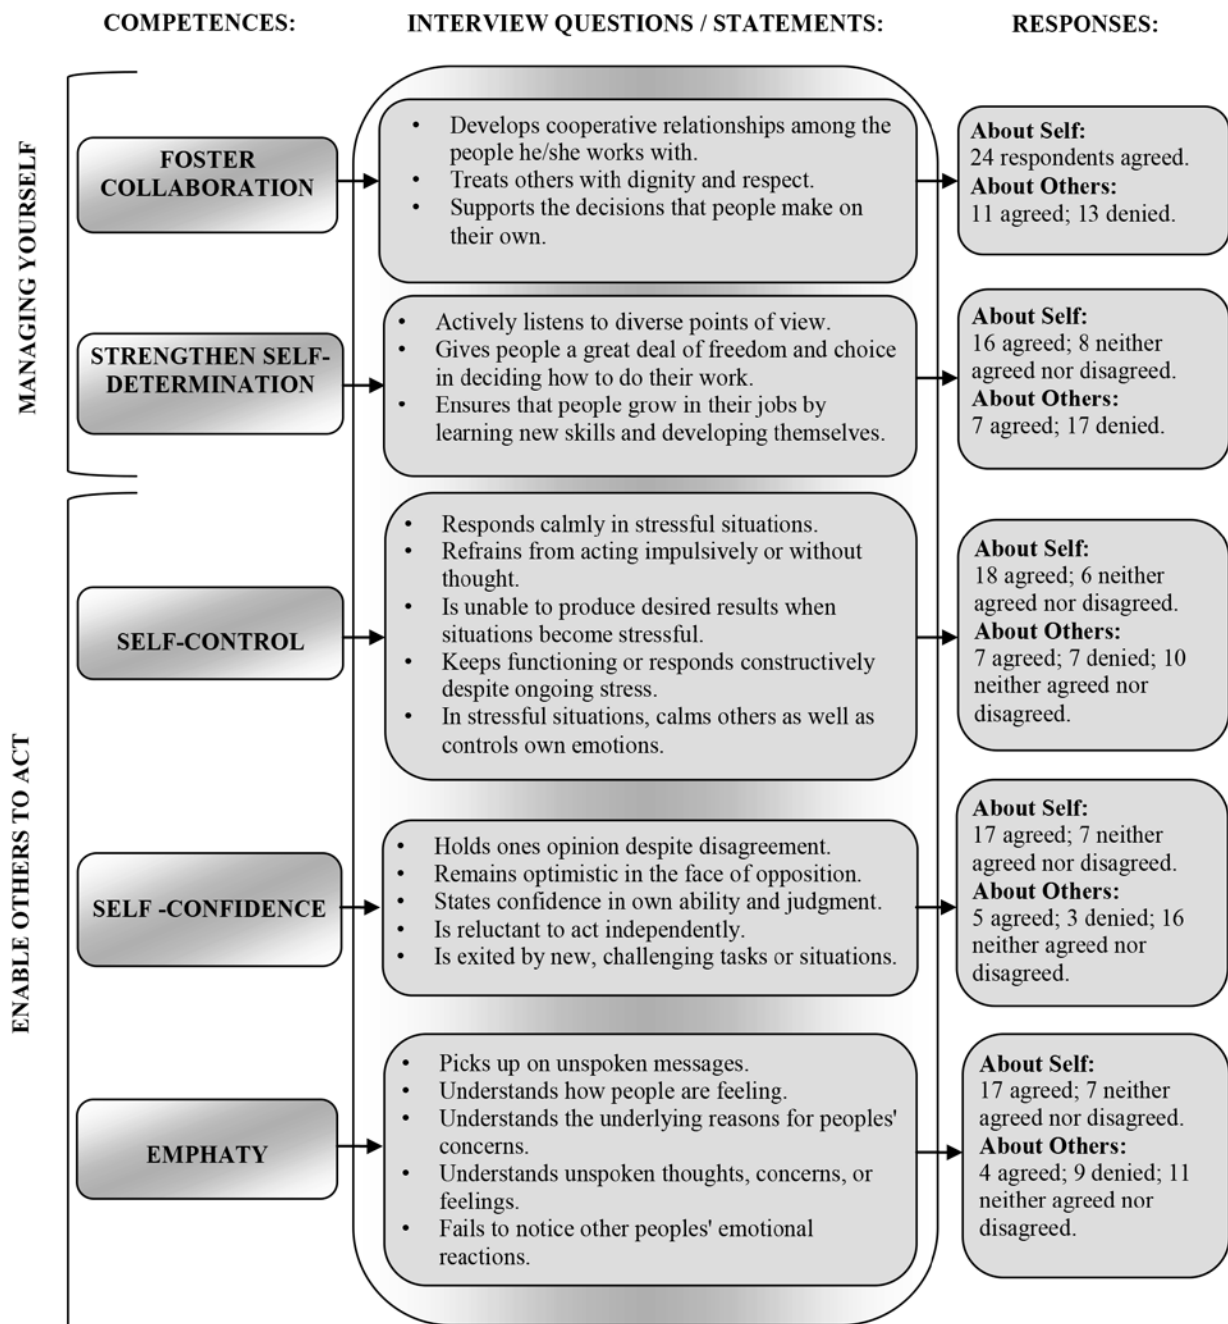 COMPETENCES:
INTERVIEW QUESTIONS / STATEMENTS:
RESPONSES:
MANAGING YOURSELF
FOSTER
COLLABORATION
• Develops cooperative relationships among the
people he/she works with.
• Treats others with dignity and respect.
• Supports the decisions that people make on
their own.
About Self:
24 respondents agreed.
About Others:
11 agreed; 13 denied.
STRENGTHEN SELF-
DETERMINATION
• Actively listens to diverse points of view.
• Gives people a great deal of freedom and choice
in deciding how to do their work.
• Ensures that people grow in their jobs by
learning new skills and developing themselves.
About Self:
16 agreed; 8 neither
agreed nor disagreed.
About Others:
7 agreed; 17 denied.
ENABLE OTHERS TO ACT
SELF-CONTROL
• Responds calmly in stressful situations.
• Refrains from acting impulsively or without
thought.
• Is unable to produce desired results when
situations become stressful.
• Keeps functioning or responds constructively
despite ongoing stress.
• In stressful situations, calms others as well as
controls own emotions.
About Self:
18 agreed; 6 neither
agreed nor disagreed.
About Others:
7 agreed; 7 denied; 10
neither agreed nor
disagreed.
SELF -CONFIDENCE
• Holds ones opinion despite disagreement.
• Remains optimistic in the face of opposition.
• States confidence in own ability and judgment.
• Is reluctant to act independently.
• Is exited by new, challenging tasks or situations.
About Self:
17 agreed; 7 neither
agreed nor disagreed.
About Others:
5 agreed; 3 denied; 16
neither agreed nor
disagreed.
EMPHATY
• Picks up on unspoken messages.
• Understands how people are feeling.
• Understands the underlying reasons for peoples'
concerns.
• Understands unspoken thoughts, concerns, or
feelings.
• Fails to notice other peoples' emotional
reactions.
About Self:
17 agreed; 7 neither
agreed nor disagreed.
About Others:
4 agreed; 9 denied; 11
neither agreed nor
disagreed.